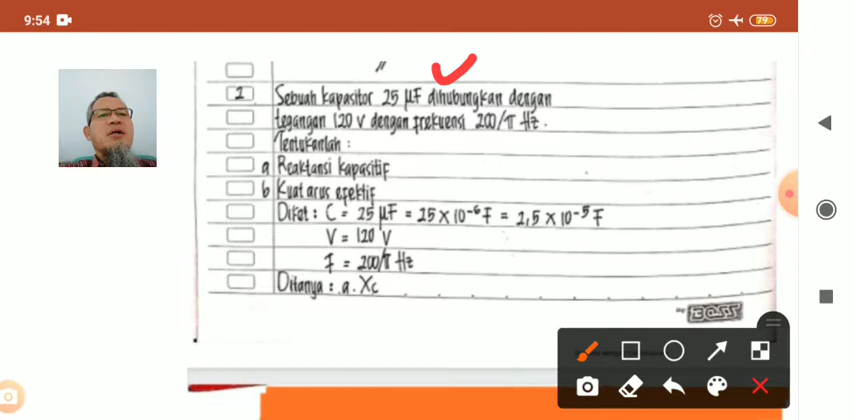 9:54
79
2 Sebuah kapasitor 25 μF dihubungkan dengan
tegangan 120 V dengan frekuensi 200/π Hz.
Tentukanlah :
a Reaktansi kapasitif
b Kuat arus efektif
Diket : C = 25 μF = 25 × 10⁻⁶ F = 2,5 × 10⁻⁵ F
V = 120 V
F = 200/π Hz
Ditanya : a. Xc
BOSS